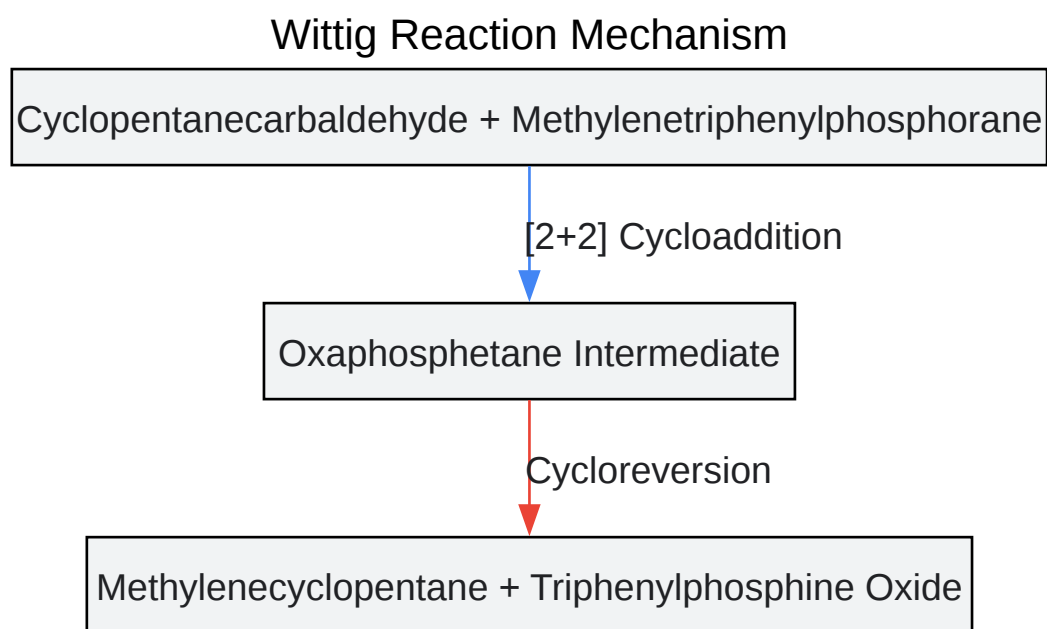 Wittig Reaction Mechanism
Cyclopentanecarbaldehyde + Methylenetriphenylphosphorane
[2+2] Cycloaddition
Oxaphosphetane Intermediate
Cycloreversion
Methylenecyclopentane + Triphenylphosphine Oxide